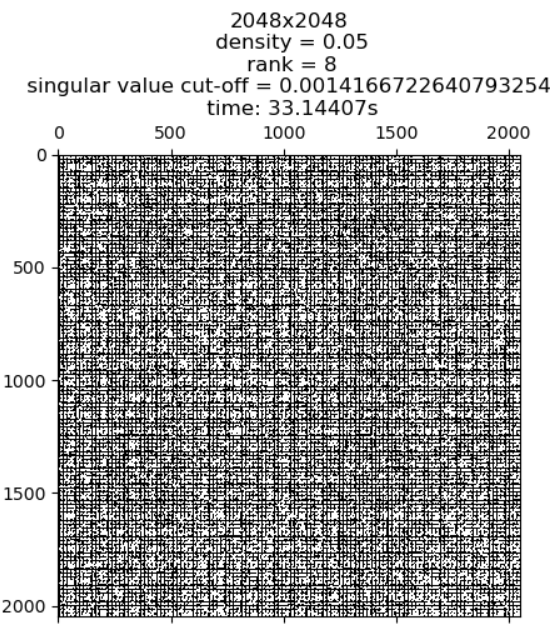 2048x2048
density = 0.05
rank = 8
singular value cut-off = 0.0014166722640793254
time: 33.14407s
0 500 1000 1500 2000
0
500
1000
1500
2000